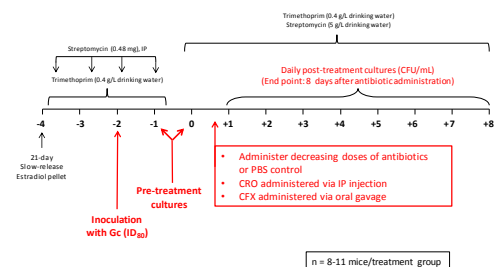 Trimethoprim (0.4 g/L drinking water)
Streptomycin (5 g/L drinking water)
Streptomycin (0.48 mg), IP
Trimethoprim (0.4 g/L drinking water)
Daily post-treatment cultures (CFU/mL)
(End point: 8 days after antibiotic administration)
-4 -3 -2 -1 0 +1 +2 +3 +4 +5 +6 +7 +8
21-day
Slow-release
Estradiol pellet
Inoculation
with Gc (ID80)
Pre-treatment
cultures
• Administer decreasing doses of antibiotics
or PBS control
• CRO administered via IP injection
• CFX administered via oral gavage
n = 8-11 mice/treatment group